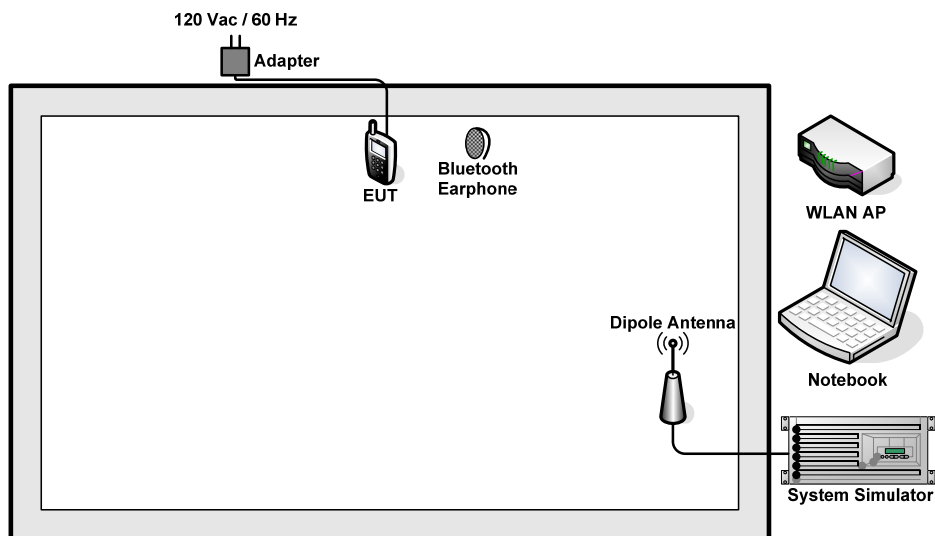 120 Vac / 60 Hz
Adapter
EUT
Bluetooth
Earphone
WLAN AP
Dipole Antenna
Notebook
System Simulator